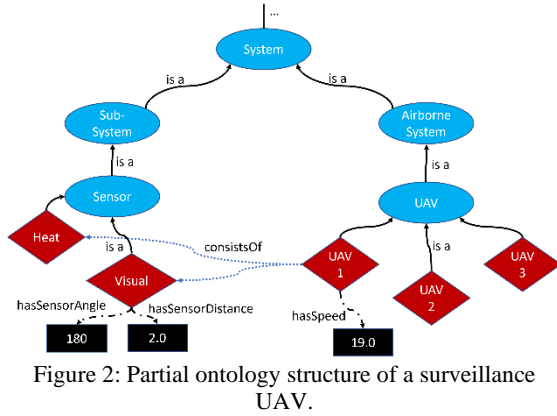 ...
System
is a
is a
Sub-
System
Airborne
System
is a
is a
Sensor
UAV
consistsOf
Heat
is a
is a
UAV
1
UAV
3
Visual
UAV
2
hasSensorAngle
hasSensorDistance
hasSpeed
180
2.0
19.0
Figure 2: Partial ontology structure of a surveillance
UAV.